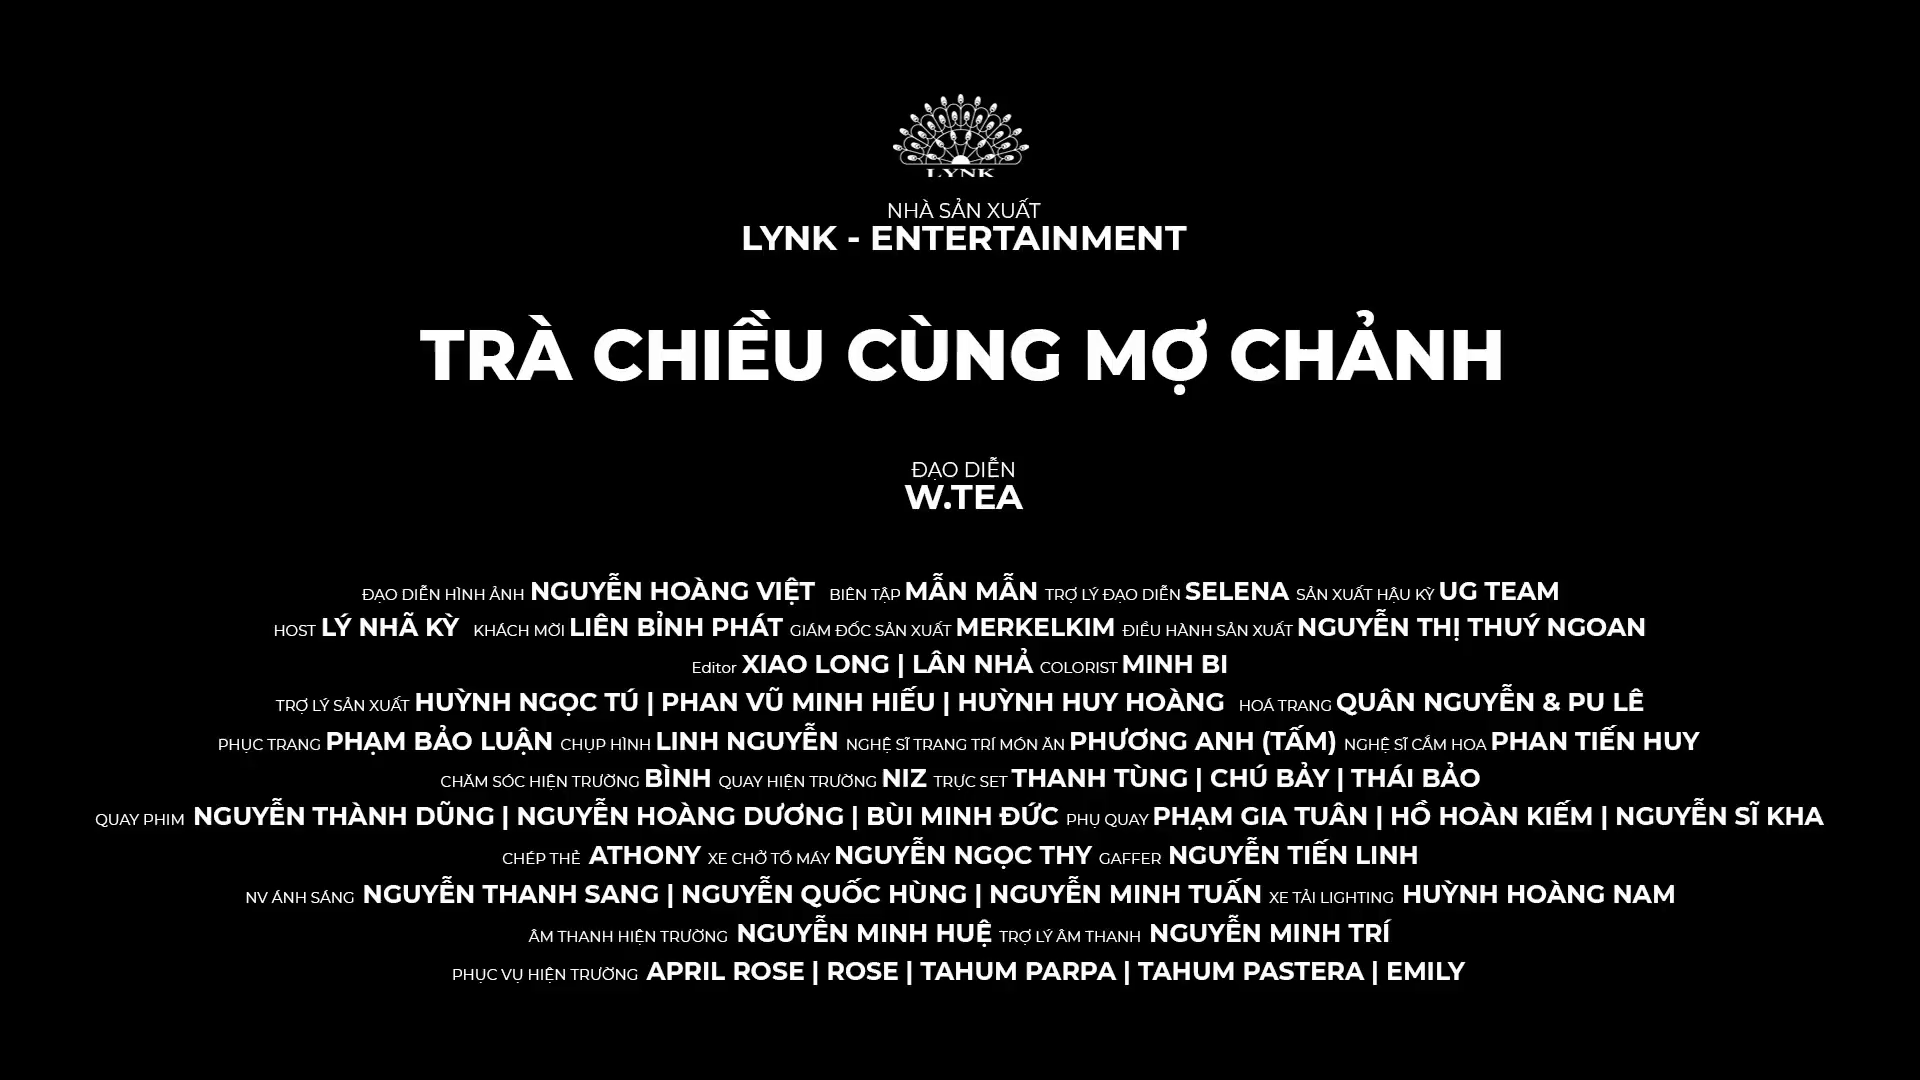 LYNK
NHÀ SẢN XUẤT
LYNK - ENTERTAINMENT
TRÀ CHIỀU CÙNG MỢ CHẢNH
ĐẠO DIỄN
W.TEA
ĐẠO DIỄN HÌNH ẢNH NGUYỄN HOÀNG VIỆT BIÊN TẬP MẪN MẪN TRỢ LÝ ĐẠO DIỄN SELENA SẢN XUẤT HẬU KỲ UG TEAM
HOST LÝ NHÃ KỲ KHÁCH MỜI LIÊN BỈNH PHÁT GIÁM ĐỐC SẢN XUẤT MERKELKIM ĐIỀU HÀNH SẢN XUẤT NGUYỄN THỊ THUÝ NGOAN
Editor XIAO LONG | LÂN NHẢ COLORIST MINH BI
TRỢ LÝ SẢN XUẤT HUỲNH NGỌC TÚ | PHAN VŨ MINH HIẾU | HUỲNH HUY HOÀNG HOÁ TRANG QUÂN NGUYỄN & PU LÊ
PHỤC TRANG PHẠM BẢO LUẬN CHỤP HÌNH LINH NGUYỄN NGHỆ SĨ TRANG TRÍ MÓN ĂN PHƯƠNG ANH (TẤM) NGHỆ SĨ CẮM HOA PHAN TIẾN HUY
CHĂM SÓC HIỆN TRƯỜNG BÌNH QUAY HIỆN TRƯỜNG NIZ TRỰC SET THANH TÙNG | CHÚ BẢY | THÁI BẢO
QUAY PHIM NGUYỄN THÀNH DŨNG | NGUYỄN HOÀNG DƯƠNG | BÙI MINH ĐỨC PHỤ QUAY PHẠM GIA TUÂN | HỒ HOÀN KIẾM | NGUYỄN SĨ KHA
CHÉP THẺ ATHONY XE CHỞ TỔ MÁY NGUYỄN NGỌC THY GAFFER NGUYỄN TIẾN LINH
NV ÁNH SÁNG NGUYỄN THANH SANG | NGUYỄN QUỐC HÙNG | NGUYỄN MINH TUẤN XE TẢI LIGHTING HUỲNH HOÀNG NAM
ÂM THANH HIỆN TRƯỜNG NGUYỄN MINH HUỆ TRỢ LÝ ÂM THANH NGUYỄN MINH TRÍ
PHỤC VỤ HIỆN TRƯỜNG APRIL ROSE | ROSE | TAHUM PARPA | TAHUM PASTERA | EMILY